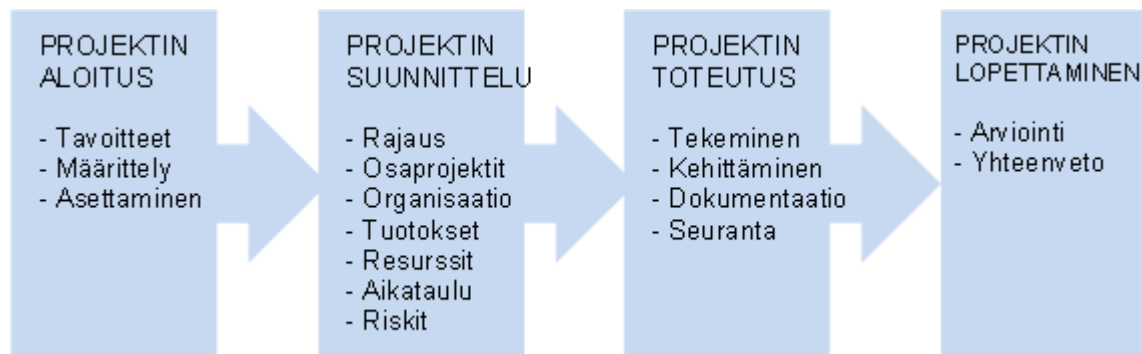 PROJEKTIN
ALOITUS
- Tavoitteet
- Määrittely
- Asettaminen
PROJEKTIN
SUUNNITTELU
- Rajaus
- Osaprojektit
- Organisaatio
- Tuotokset
- Resurssit
- Aikataulu
- Riskit
PROJEKTIN
TOTEUTUS
- Tekeminen
- Kehittäminen
- Dokumentaatio
- Seuranta
PROJEKTIN
LOPETTAMINEN
- Arviointi
- Yhteenveto